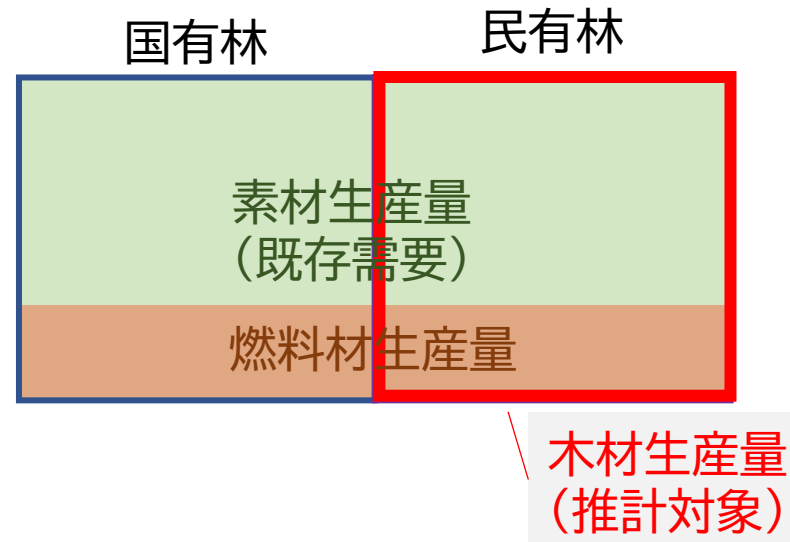 国有林
民有林
素材生産量
（既存需要）
燃料材生産量
木材生産量
（推計対象）